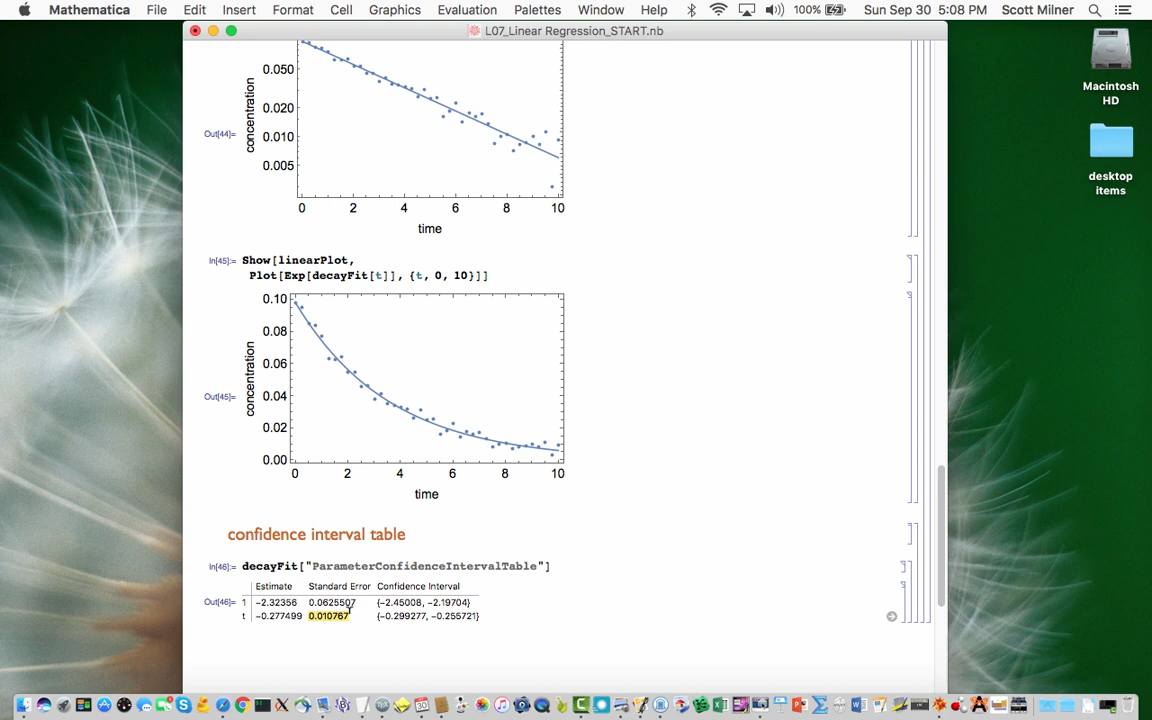 Mathematica File Edit Insert Format Cell Graphics Evaluation Palettes Window Help 100% Sun Sep 30 5:08 PM Scott Milner
L07_Linear Regression_START.nb
Macintosh HD
desktop items
0.050
0.020
0.010
0.005
concentration
Out[44]=
0 2 4 6 8 10
time
In[45]:= Show[linearPlot,
Plot[Exp[decayFit[t]], {t, 0, 10}]]
0.10
0.08
0.06
0.04
0.02
0.00
concentration
Out[45]=
0 2 4 6 8 10
time
confidence interval table
In[46]:= decayFit["ParameterConfidenceIntervalTable"]
Estimate Standard Error Confidence Interval
Out[46]= 1 -2.32356 0.0625507 {-2.45008, -2.19704}
t -0.277499 0.010767 {-0.299277, -0.255721}